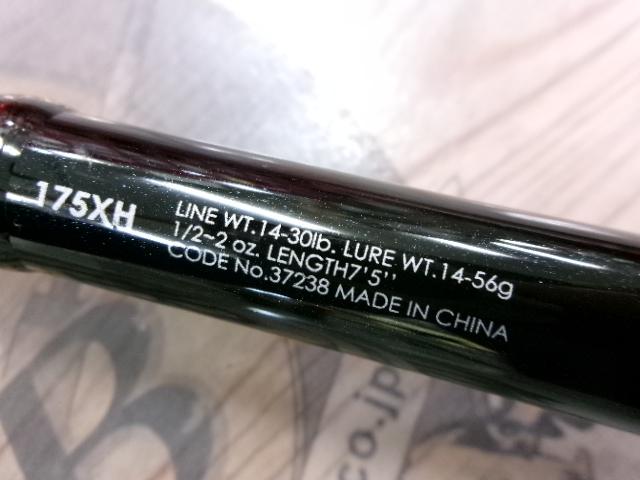 175XH
LINE WT.14-30lb. LURE WT.14-56g
1/2~2 oz. LENGTH7'5''
CODE No.37238 MADE IN CHINA
B
co.jp